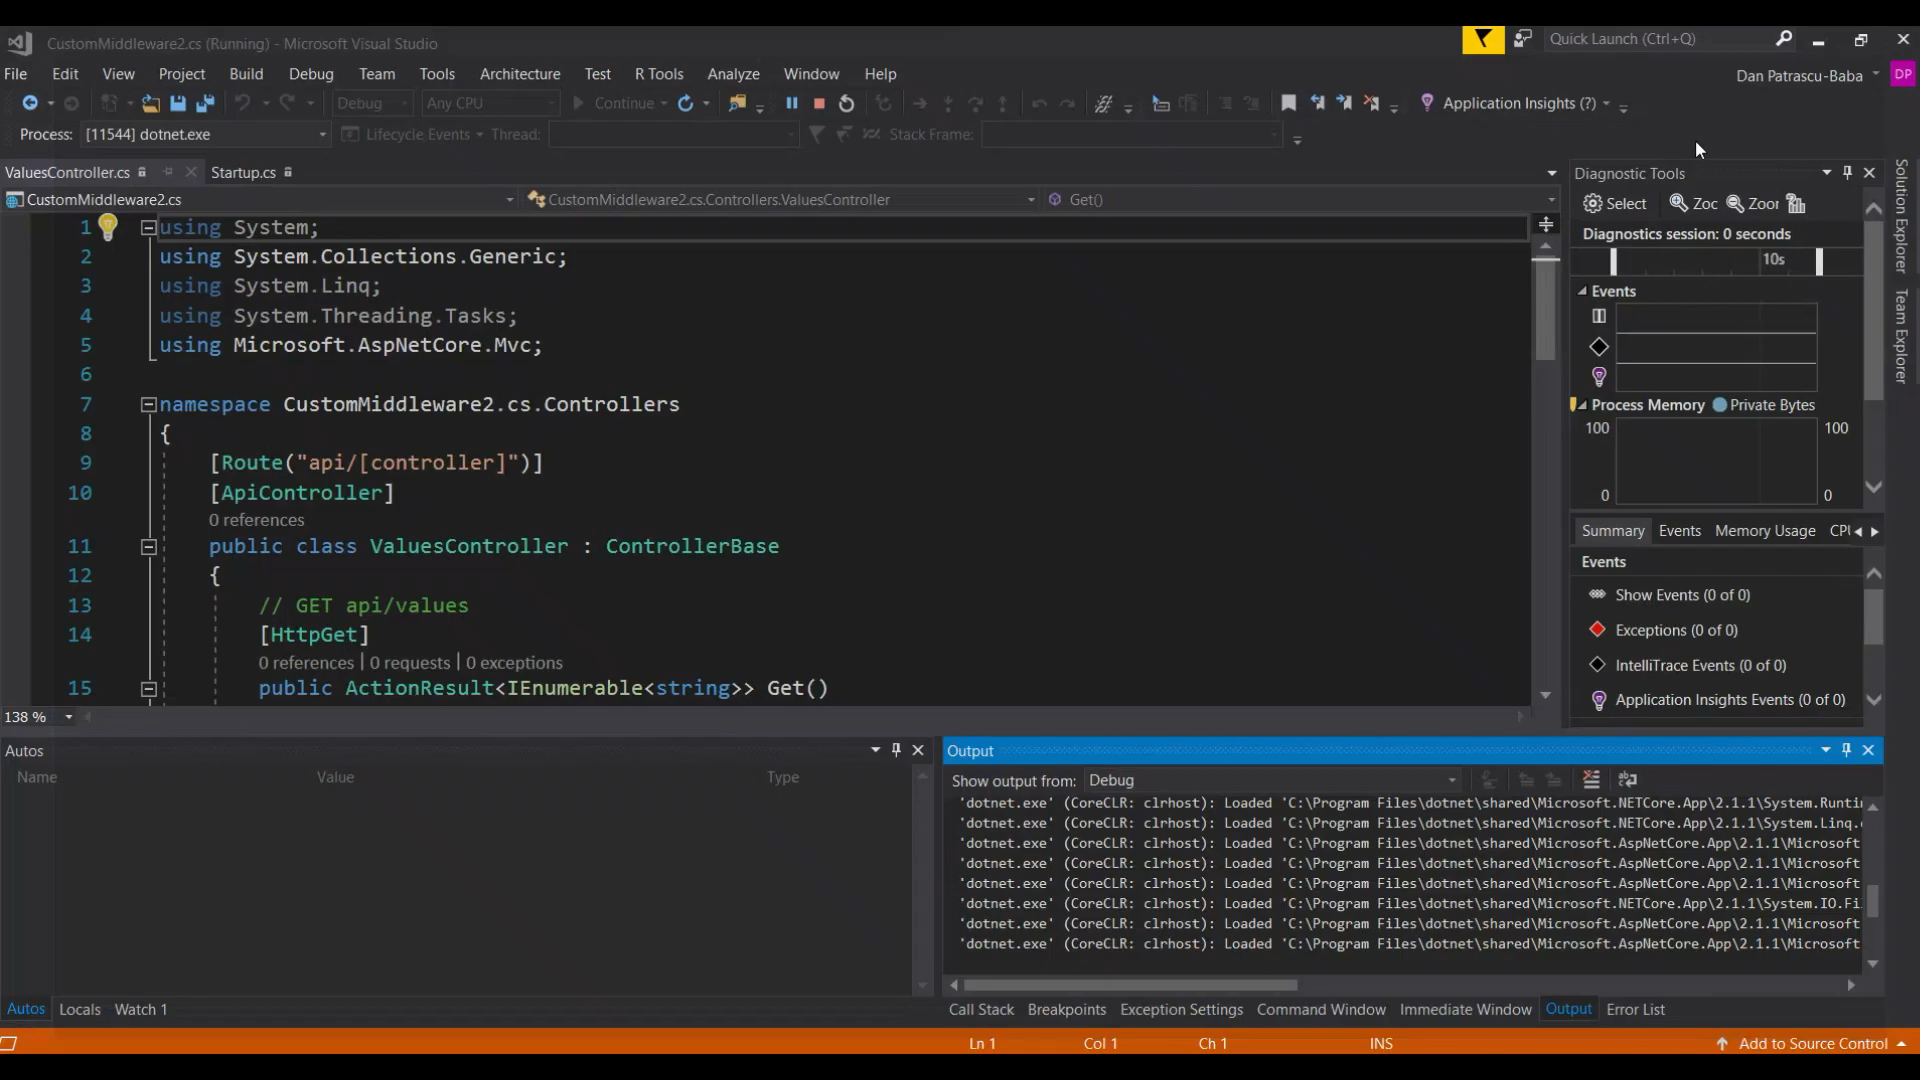 CustomMiddleware2.cs (Running) - Microsoft Visual Studio
Quick Launch (Ctrl+Q)
File Edit View Project Build Debug Team Tools Architecture Test R Tools Analyze Window Help
Dan Patrascu-Baba DP
Debug Any CPU Continue Application Insights (?)
Process: [11544] dotnet.exe Lifecycle Events Thread: Stack Frame:
ValuesController.cs Startup.cs
CustomMiddleware2.cs CustomMiddleware2.cs.Controllers.ValuesController Get()
1 using System;
2 using System.Collections.Generic;
3 using System.Linq;
4 using System.Threading.Tasks;
5 using Microsoft.AspNetCore.Mvc;
6
7 namespace CustomMiddleware2.cs.Controllers
8 {
9 [Route("api/[controller]")]
10 [ApiController]
0 references
11 public class ValuesController : ControllerBase
12 {
13 // GET api/values
14 [HttpGet]
0 references | 0 requests | 0 exceptions
15 public ActionResult<IEnumerable<string>> Get()
138 %
Diagnostic Tools
Select Zoc Zoor
Diagnostics session: 0 seconds
10s
Events
Process Memory Private Bytes
100 100
0 0
Summary Events Memory Usage CPU
Events
Show Events (0 of 0)
Exceptions (0 of 0)
IntelliTrace Events (0 of 0)
Application Insights Events (0 of 0)
Solution Explorer
Team Explorer
Autos
Name Value Type
Autos Locals Watch 1
Output
Show output from: Debug
'dotnet.exe' (CoreCLR: clrhost): Loaded 'C:\Program Files\dotnet\shared\Microsoft.NETCore.App\2.1.1\System.Runtim
'dotnet.exe' (CoreCLR: clrhost): Loaded 'C:\Program Files\dotnet\shared\Microsoft.NETCore.App\2.1.1\System.Linq.
'dotnet.exe' (CoreCLR: clrhost): Loaded 'C:\Program Files\dotnet\shared\Microsoft.AspNetCore.App\2.1.1\Microsoft
'dotnet.exe' (CoreCLR: clrhost): Loaded 'C:\Program Files\dotnet\shared\Microsoft.AspNetCore.App\2.1.1\Microsoft
'dotnet.exe' (CoreCLR: clrhost): Loaded 'C:\Program Files\dotnet\shared\Microsoft.AspNetCore.App\2.1.1\Microsoft
'dotnet.exe' (CoreCLR: clrhost): Loaded 'C:\Program Files\dotnet\shared\Microsoft.NETCore.App\2.1.1\System.IO.Fi
'dotnet.exe' (CoreCLR: clrhost): Loaded 'C:\Program Files\dotnet\shared\Microsoft.AspNetCore.App\2.1.1\Microsoft
'dotnet.exe' (CoreCLR: clrhost): Loaded 'C:\Program Files\dotnet\shared\Microsoft.AspNetCore.App\2.1.1\Microsoft
Call Stack Breakpoints Exception Settings Command Window Immediate Window Output Error List
Ln 1 Col 1 Ch 1 INS Add to Source Control